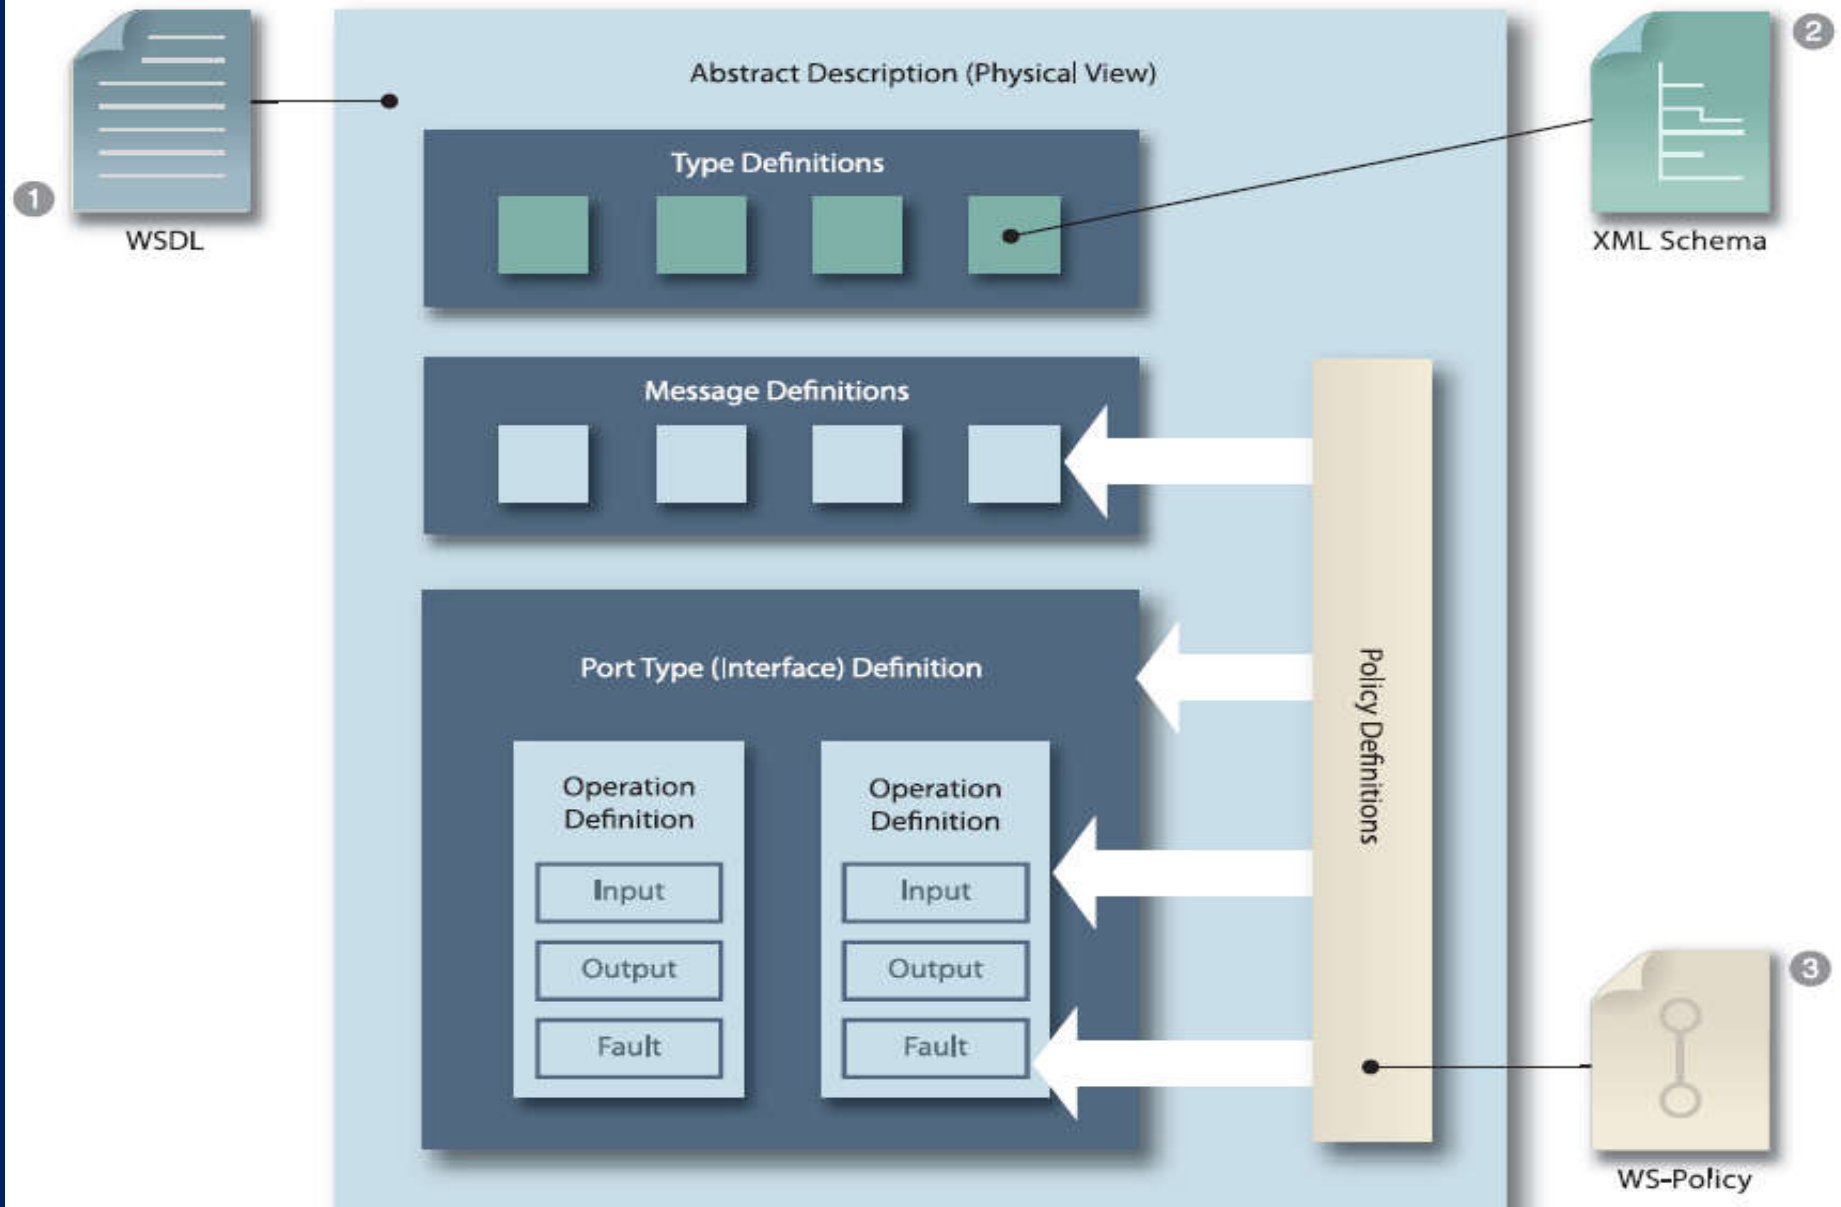 1
WSDL
Abstract Description (Physical View)
2
XML Schema
Type Definitions
Message Definitions
Port Type (Interface) Definition
Operation
Definition
Input
Output
Fault
Operation
Definition
Input
Output
Fault
Policy Definitions
3
WS-Policy